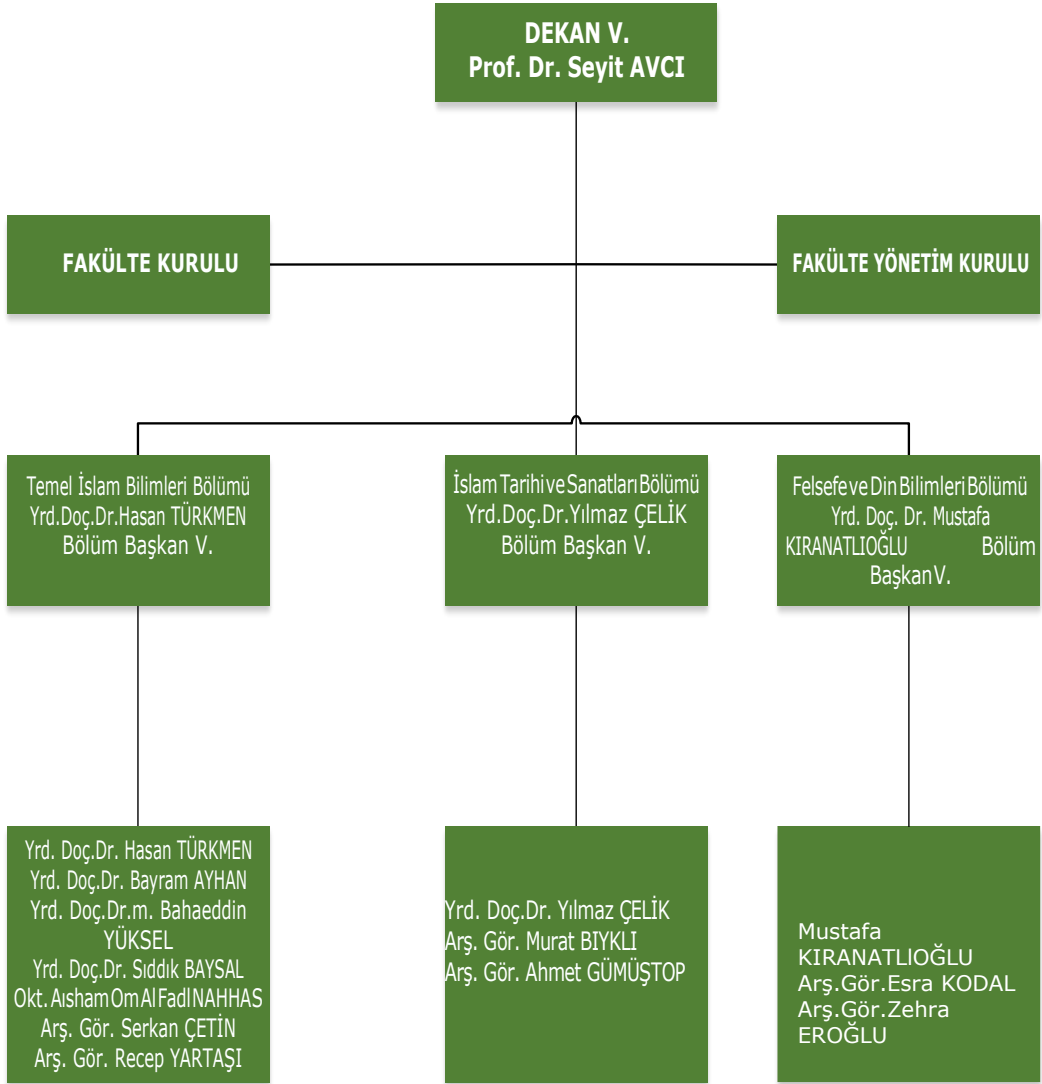 DEKAN V.
Prof. Dr. Seyit AVCI
FAKÜLTE KURULU
FAKÜLTE YÖNETİM KURULU
Temel İslam Bilimleri Bölümü
Yrd.Doç.Dr.Hasan TÜRKMEN
Bölüm Başkan V.
İslam Tarihi ve Sanatları Bölümü
Yrd.Doç.Dr.Yılmaz ÇELİK
Bölüm Başkan V.
Felsefe ve Din Bilimleri Bölümü
Yrd. Doç. Dr. Mustafa
KIRANATLIOĞLU Bölüm
Başkan V.
Yrd. Doç.Dr. Hasan TÜRKMEN
Yrd. Doç.Dr. Bayram AYHAN
Yrd. Doç.Dr.m. Bahaeddin
YÜKSEL
Yrd. Doç.Dr. Sıddık BAYSAL
Okt. Aısham Om Al Fadl NAHHAS
Arş. Gör. Serkan ÇETİN
Arş. Gör. Recep YARTAŞI
Yrd. Doç.Dr. Yılmaz ÇELİK
Arş. Gör. Murat BIYKLI
Arş. Gör. Ahmet GÜMÜŞTOP
Mustafa
KIRANATLIOĞLU
Arş.Gör.Esra KODAL
Arş.Gör.Zehra
EROĞLU